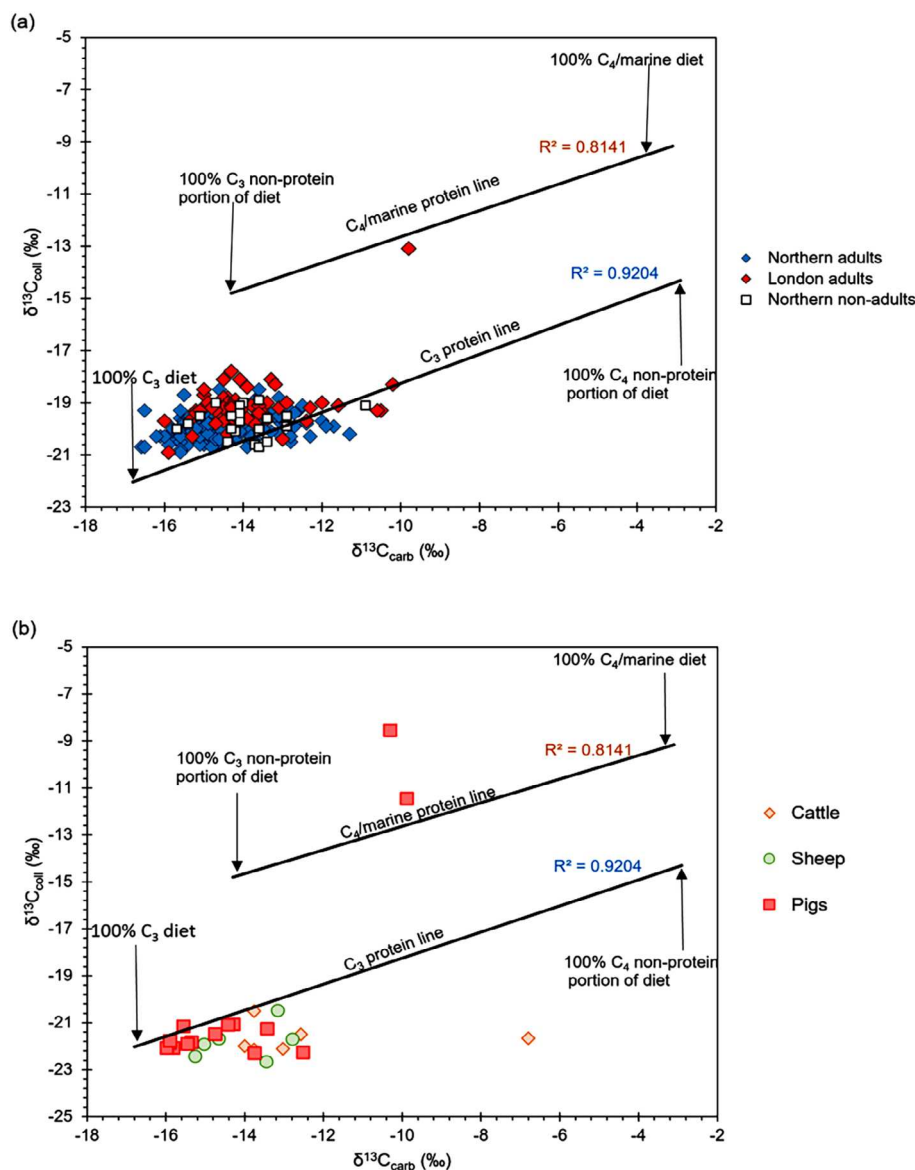 (a)
-5
-7
-9
-11
-13
-15
-17
-19
-21
-23
δ¹³C_coll (‰)
100% C₄/marine diet
R² = 0.8141
100% C₃ non-protein
portion of diet
C₄/marine protein line
R² = 0.9204
C₃ protein line
100% C₃ diet
100% C₄ non-protein
portion of diet
-18 -16 -14 -12 -10 -8 -6 -4 -2
δ¹³C_carb (‰)
Northern adults
London adults
Northern non-adults
(b)
-5
-7
-9
-11
-13
-15
-17
-19
-21
-23
-25
δ¹³C_coll (‰)
100% C₄/marine diet
R² = 0.8141
100% C₃ non-protein
portion of diet
C₄/marine protein line
R² = 0.9204
C₃ protein line
100% C₃ diet
100% C₄ non-protein
portion of diet
-18 -16 -14 -12 -10 -8 -6 -4 -2
δ¹³C_carb (‰)
Cattle
Sheep
Pigs